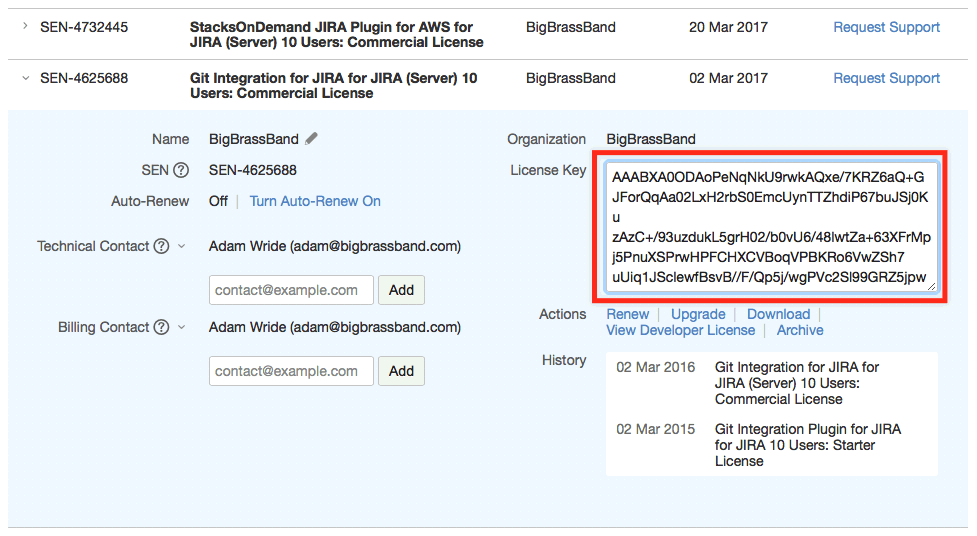 SEN-4732445 StacksOnDemand JIRA Plugin for AWS for BigBrassBand 20 Mar 2017 Request Support
JIRA (Server) 10 Users: Commercial License
SEN-4625688 Git Integration for JIRA for JIRA (Server) 10 BigBrassBand 02 Mar 2017 Request Support
Users: Commercial License
Name BigBrassBand
SEN ? SEN-4625688
Auto-Renew Off Turn Auto-Renew On
Technical Contact ? Adam Wride (adam@bigbrassband.com)
contact@example.com Add
Billing Contact ? Adam Wride (adam@bigbrassband.com)
contact@example.com Add
Organization BigBrassBand
License Key
AAABXA0ODAoPeNqNkU9rwkAQxe/7KRZ6aQ+G
JForQqAa02LxH2rbS0EmcUynTTZhdiP67buJSj0K
u
zAzC+/93uzdukL5grH02/b0vU6/48lwtZa+63XFrMp
j5PnuXSPrwHPFCHXCVBoqVPBKRo6VwZSh7
uUiq1JSclewfBsvB//F/Qp5j/wgPVc2Sl99GRZ5jpw
Actions Renew Upgrade Download
View Developer License Archive
History 02 Mar 2016 Git Integration for JIRA for
JIRA (Server) 10 Users:
Commercial License
02 Mar 2015 Git Integration Plugin for JIRA
for JIRA 10 Users: Starter
License